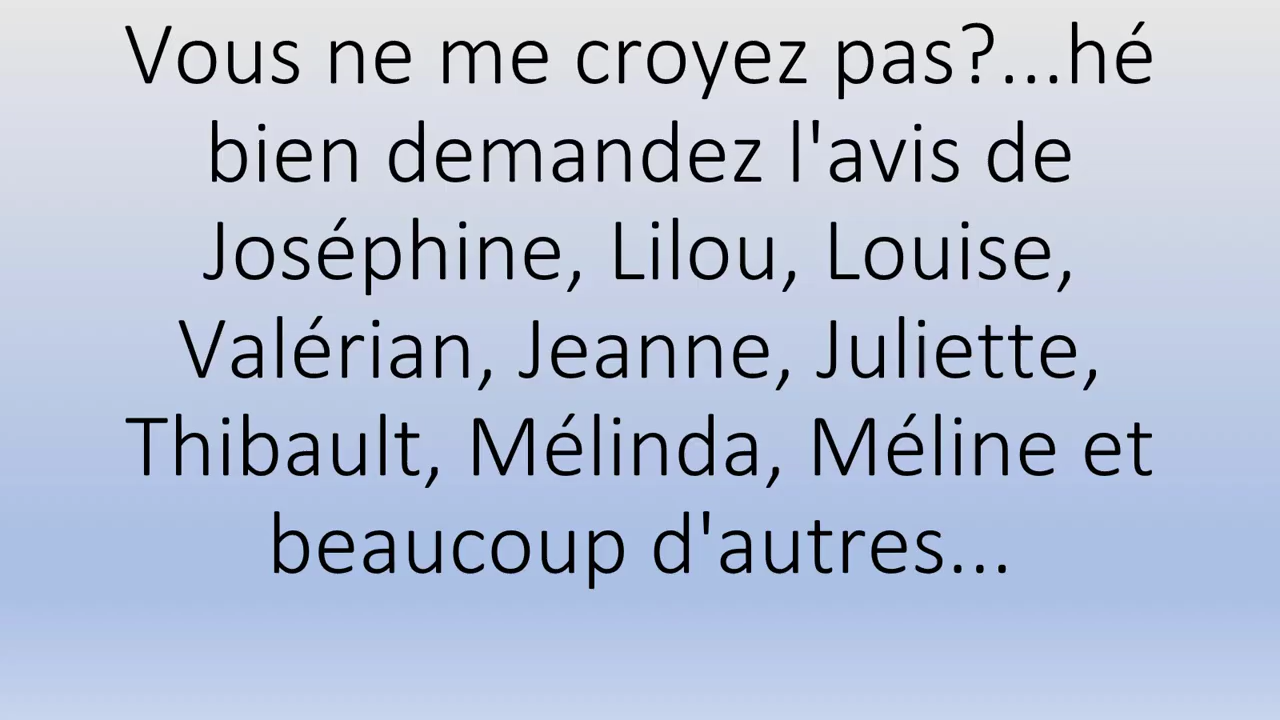 Vous ne me croyez pas?...hé
bien demandez l'avis de
Joséphine, Lilou, Louise,
Valérian, Jeanne, Juliette,
Thibault, Mélinda, Méline et
beaucoup d'autres...